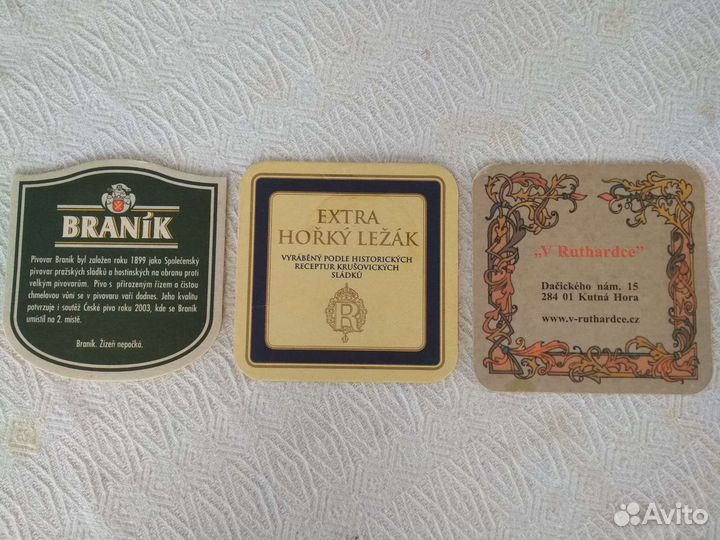 BRANÍK
Pivovar Braník byl založen roku 1899 jako Společenský
pivovar pražských sládků a hostinských na obranu proti
velkým pivovarům. Pivo s přirozeným řízem a čistou
chmelovou vůní se v pivovaru vaří dodnes. Jeho kvalitu
potvrzuje i soutěž České pivo roku 2003, kde se Braník
umístil na 2. místě.
Braník. Žízeň nepočká.
EXTRA
HOŘKÝ LEŽÁK
VYRÁBĚNÝ PODLE HISTORICKÝCH
RECEPTUR KRUŠOVICKÝCH
SLÁDKŮ
R
„V Ruthardce"
Dačického nám. 15
284 01 Kutná Hora
www.v-ruthardce.cz
Avito